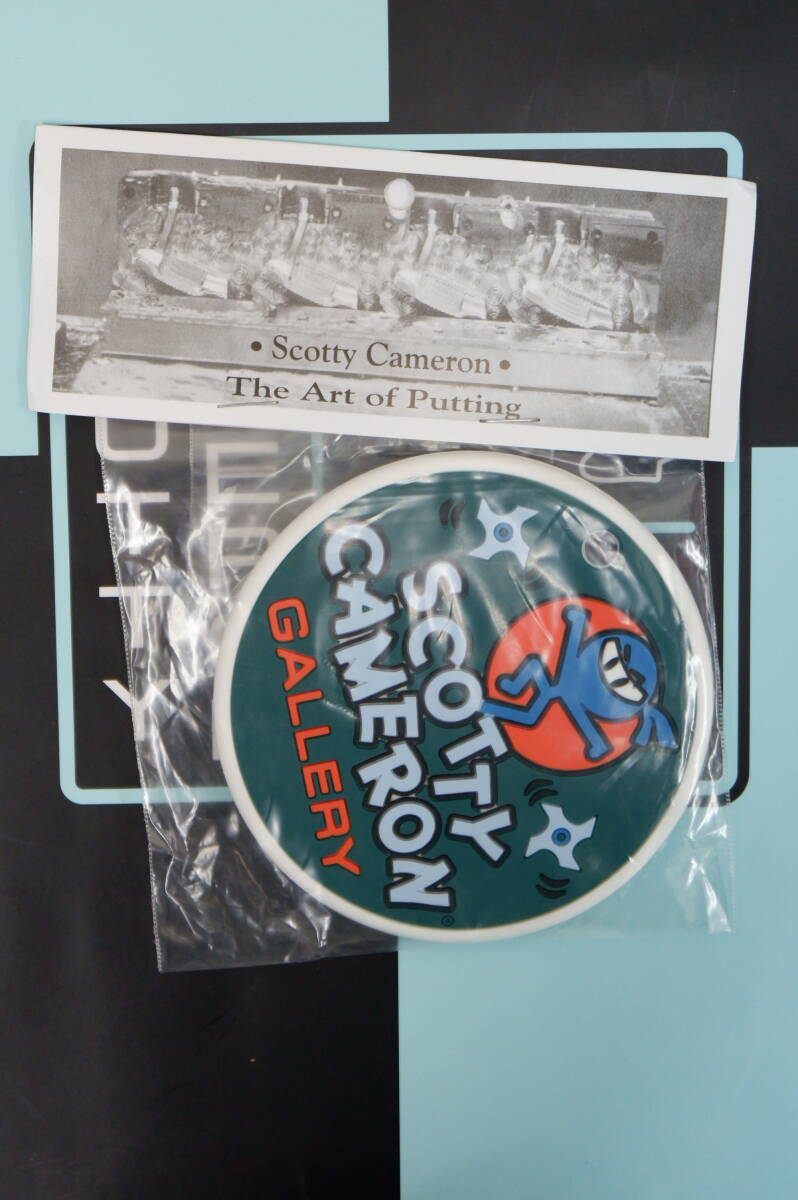 • Scotty Cameron •
The Art of Putting
SCOTTY
CAMERON®
GALLERY